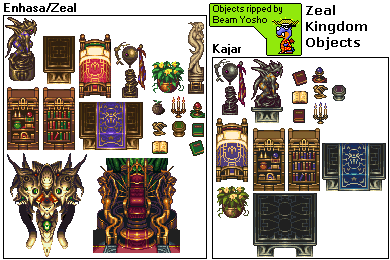 Enhasa/Zeal
Objects ripped by
Beam Yosho
Zeal
Kingdom
Objects
Kajar